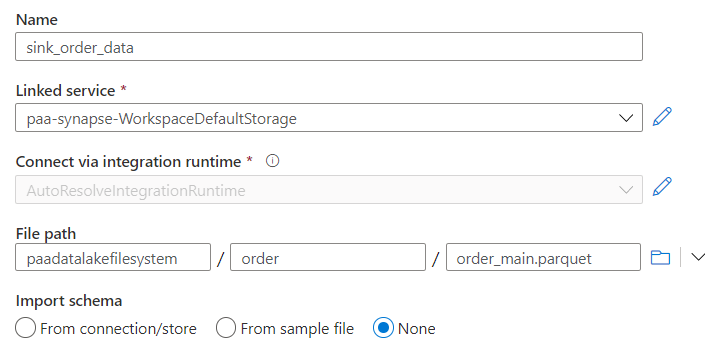 Name
sink_order_data
Linked service *
paa-synapse-WorkspaceDefaultStorage
Connect via integration runtime *
AutoResolveIntegrationRuntime
File path
paadatalakefilesystem / order / order_main.parquet
Import schema
From connection/store From sample file None